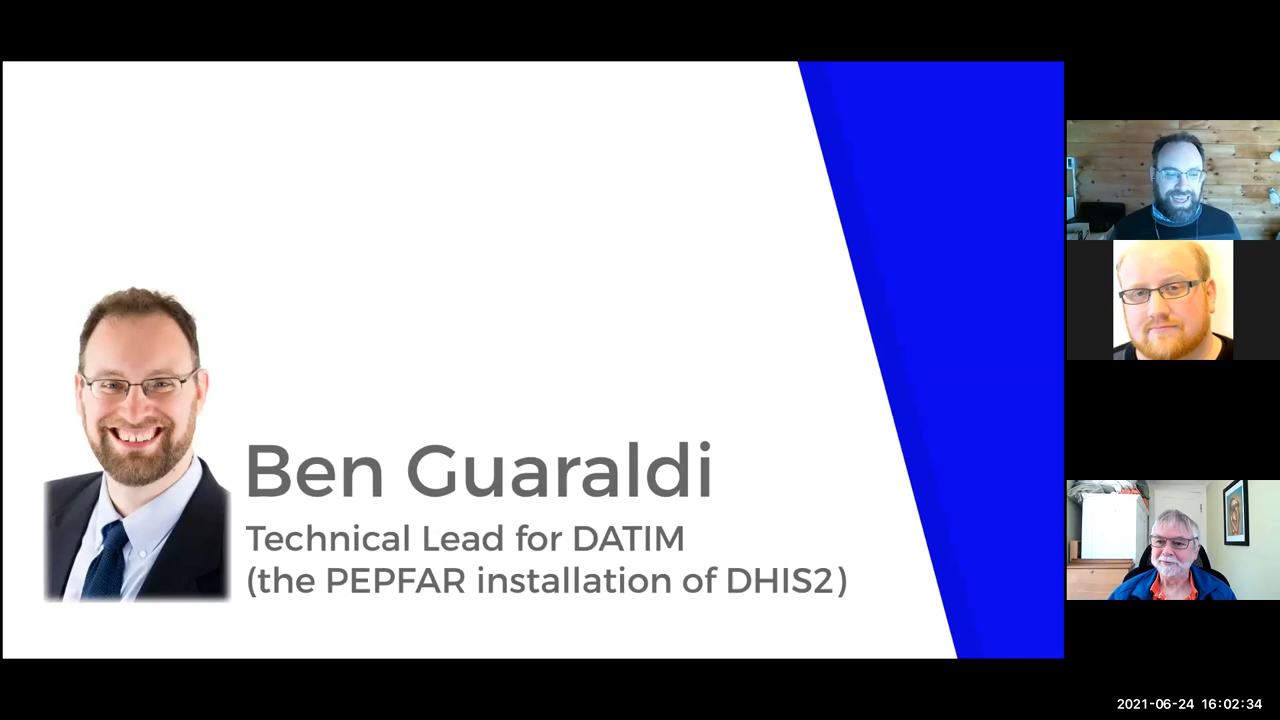 Ben Guaraldi
Technical Lead for DATIM
(the PEPFAR installation of DHIS2)
2021-06-24 16:02:34